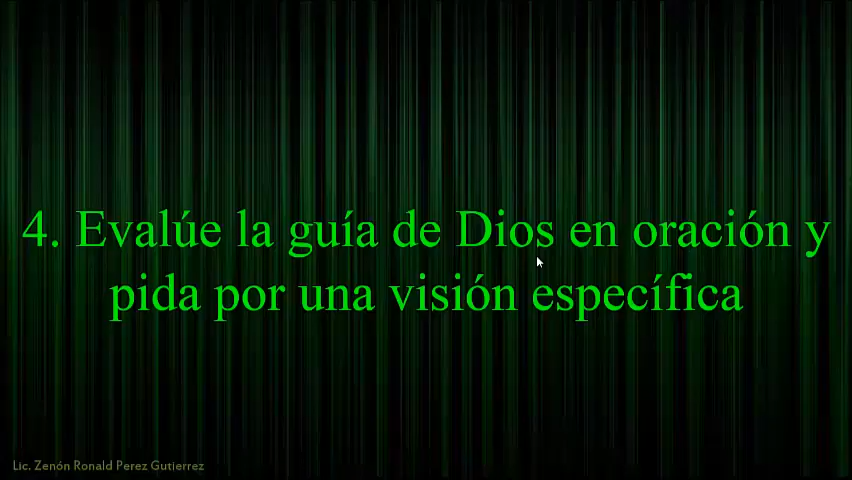 4. Evalúe la guía de Dios en oración y
pida por una visión específica
Lic. Zenón Ronald Perez Gutierrez